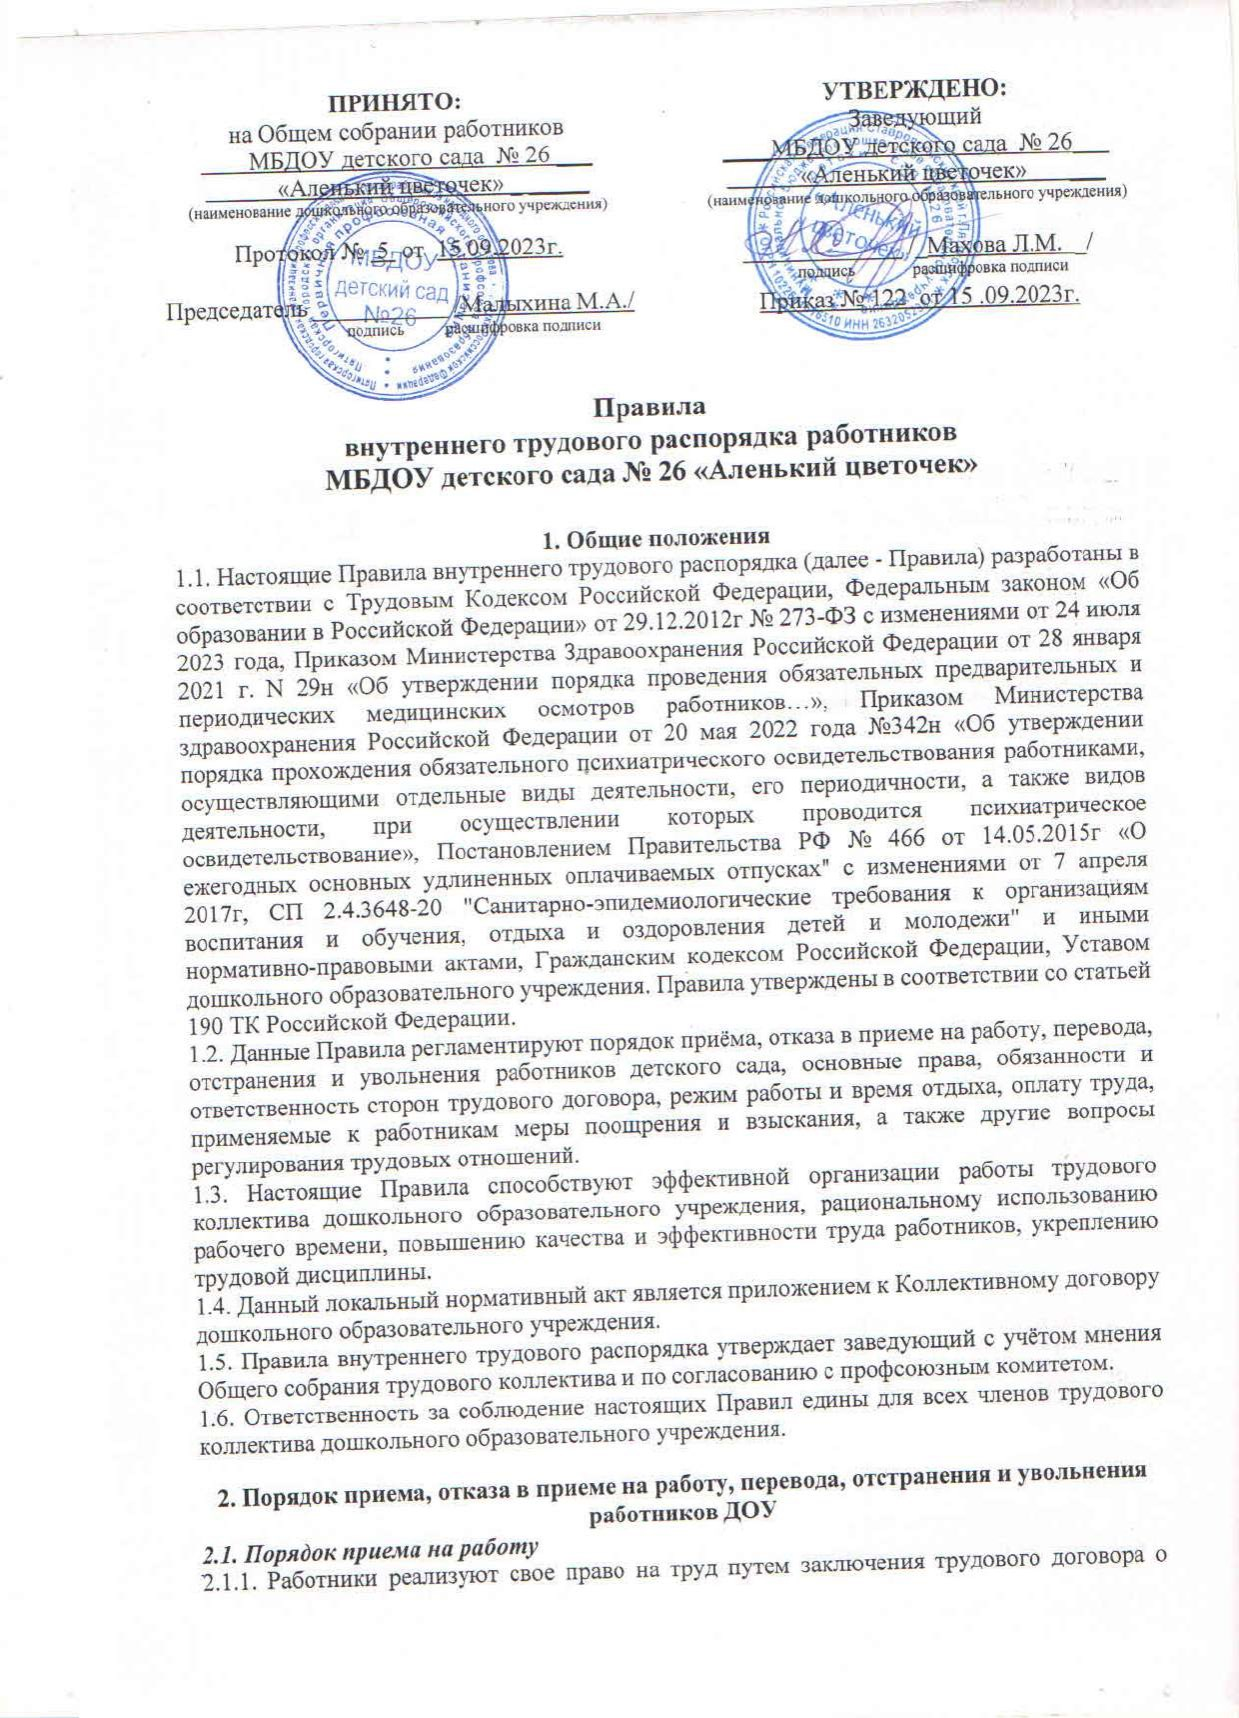 ПРИНЯТО:
на Общем собрании работников
МБДОУ детского сада № 26
«Аленький цветочек»
(наименование дошкольного образовательного учреждения)
Протокол № 5 от 15.09.2023г.
Председатель /Малыхина М.А./
подпись расшифровка подписи
МБДОУ
детский сад
№26
УТВЕРЖДЕНО:
Заведующий
МБДОУ детского сада № 26
«Аленький цветочек»
(наименование дошкольного образовательного учреждения)
/ Махова Л.М. /
подпись расшифровка подписи
Приказ № 122 от 15 .09.2023г.
"Аленький
цветочек"
Правила
внутреннего трудового распорядка работников
МБДОУ детского сада № 26 «Аленький цветочек»
1. Общие положения
1.1. Настоящие Правила внутреннего трудового распорядка (далее - Правила) разработаны в
соответствии с Трудовым Кодексом Российской Федерации, Федеральным законом «Об
образовании в Российской Федерации» от 29.12.2012г № 273-ФЗ с изменениями от 24 июля
2023 года, Приказом Министерства Здравоохранения Российской Федерации от 28 января
2021 г. N 29н «Об утверждении порядка проведения обязательных предварительных и
периодических медицинских осмотров работников…», Приказом Министерства
здравоохранения Российской Федерации от 20 мая 2022 года №342н «Об утверждении
порядка прохождения обязательного психиатрического освидетельствования работниками,
осуществляющими отдельные виды деятельности, его периодичности, а также видов
деятельности, при осуществлении которых проводится психиатрическое
освидетельствование», Постановлением Правительства РФ № 466 от 14.05.2015г «О
ежегодных основных удлиненных оплачиваемых отпусках" с изменениями от 7 апреля
2017г, СП 2.4.3648-20 "Санитарно-эпидемиологические требования к организациям
воспитания и обучения, отдыха и оздоровления детей и молодежи" и иными
нормативно-правовыми актами, Гражданским кодексом Российской Федерации, Уставом
дошкольного образовательного учреждения. Правила утверждены в соответствии со статьей
190 ТК Российской Федерации.
1.2. Данные Правила регламентируют порядок приёма, отказа в приеме на работу, перевода,
отстранения и увольнения работников детского сада, основные права, обязанности и
ответственность сторон трудового договора, режим работы и время отдыха, оплату труда,
применяемые к работникам меры поощрения и взыскания, а также другие вопросы
регулирования трудовых отношений.
1.3. Настоящие Правила способствуют эффективной организации работы трудового
коллектива дошкольного образовательного учреждения, рациональному использованию
рабочего времени, повышению качества и эффективности труда работников, укреплению
трудовой дисциплины.
1.4. Данный локальный нормативный акт является приложением к Коллективному договору
дошкольного образовательного учреждения.
1.5. Правила внутреннего трудового распорядка утверждает заведующий с учётом мнения
Общего собрания трудового коллектива и по согласованию с профсоюзным комитетом.
1.6. Ответственность за соблюдение настоящих Правил едины для всех членов трудового
коллектива дошкольного образовательного учреждения.
2. Порядок приема, отказа в приеме на работу, перевода, отстранения и увольнения
работников ДОУ
2.1. Порядок приема на работу
2.1.1. Работники реализуют свое право на труд путем заключения трудового договора о